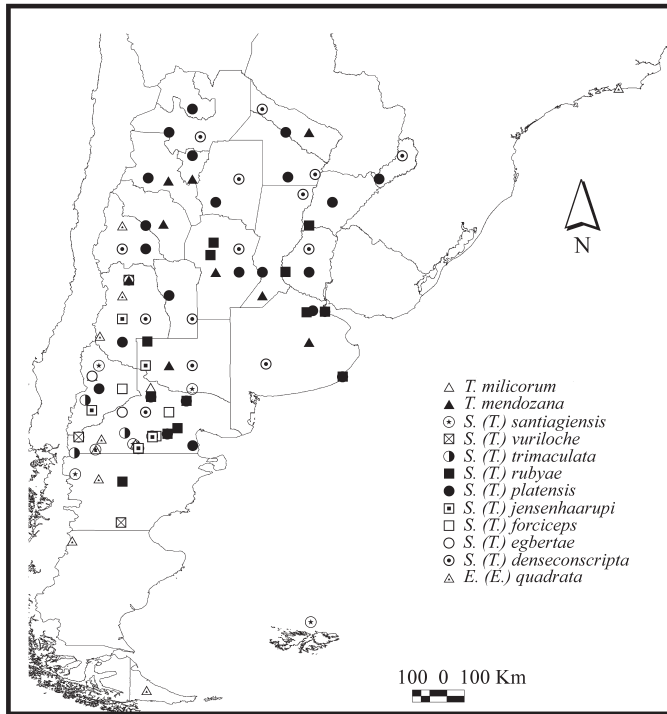 N
T. milicorum
T. mendozana
S. (T.) santiagiensis
S. (T.) vuriloche
S. (T.) trimaculata
S. (T.) rubyae
S. (T.) platensis
S. (T.) jensenhaarupi
S. (T.) forciceps
S. (T.) egbertae
S. (T.) denseconscripta
E. (E.) quadrata
100 0 100 Km